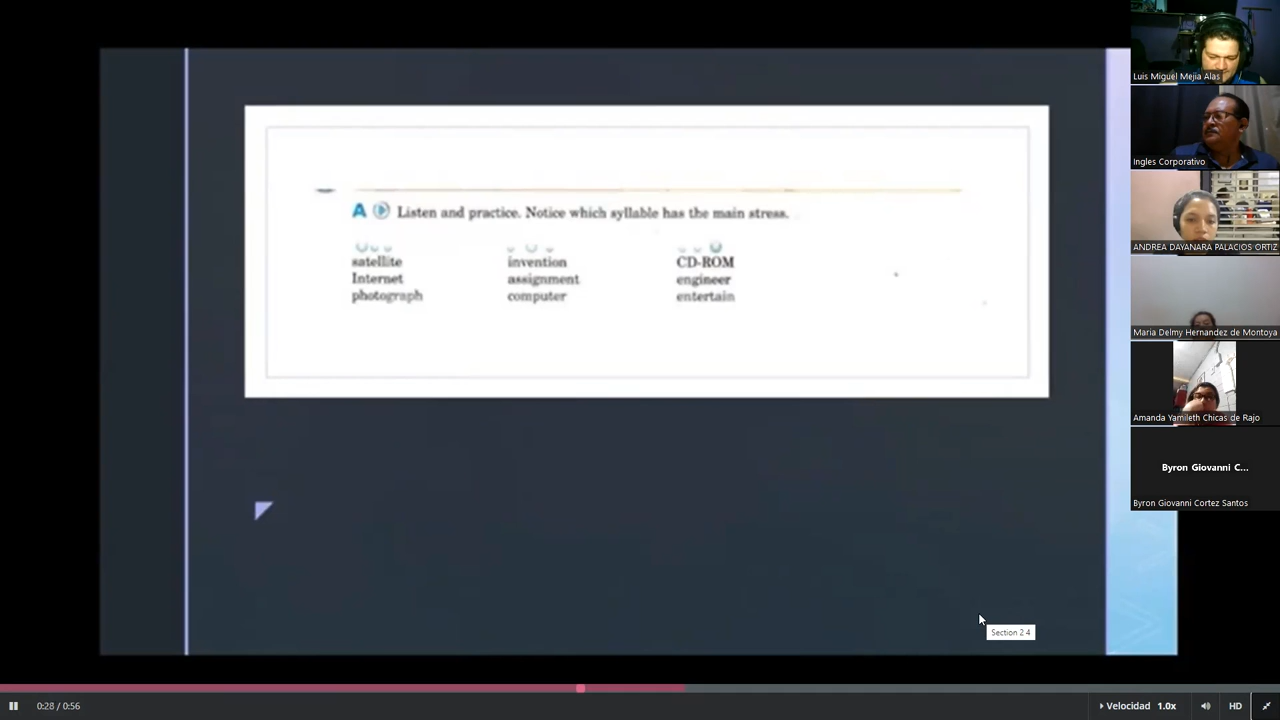 A Listen and practice. Notice which syllable has the main stress.
satellite invention CD-ROM
Internet assignment engineer
photograph computer entertain
Section 2 4
Luis Miguel Mejia Alas
Ingles Corporativo
ANDREA DAYANARA PALACIOS ORTIZ
Maria Delmy Hernandez de Montoya
Amanda Yamileth Chicas de Rajo
Byron Giovanni C...
Byron Giovanni Cortez Santos
0:28 / 0:56
Velocidad 1.0x HD